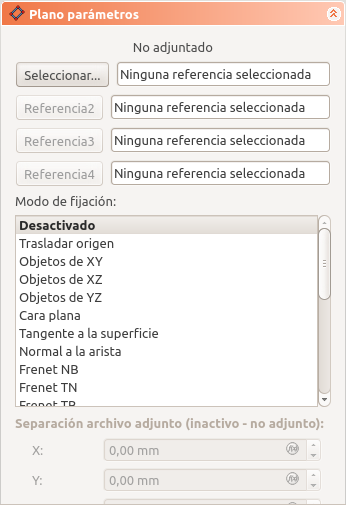 Plano parámetros
No adjuntado
Seleccionar... Ninguna referencia seleccionada
Referencia2 Ninguna referencia seleccionada
Referencia3 Ninguna referencia seleccionada
Referencia4 Ninguna referencia seleccionada
Modo de fijación:
Desactivado
Trasladar origen
Objetos de XY
Objetos de XZ
Objetos de YZ
Cara plana
Tangente a la superficie
Normal a la arista
Frenet NB
Frenet TN
Frenet TB
Separación archivo adjunto (inactivo - no adjunto):
X: 0,00 mm f(x)
Y: 0,00 mm f(x)